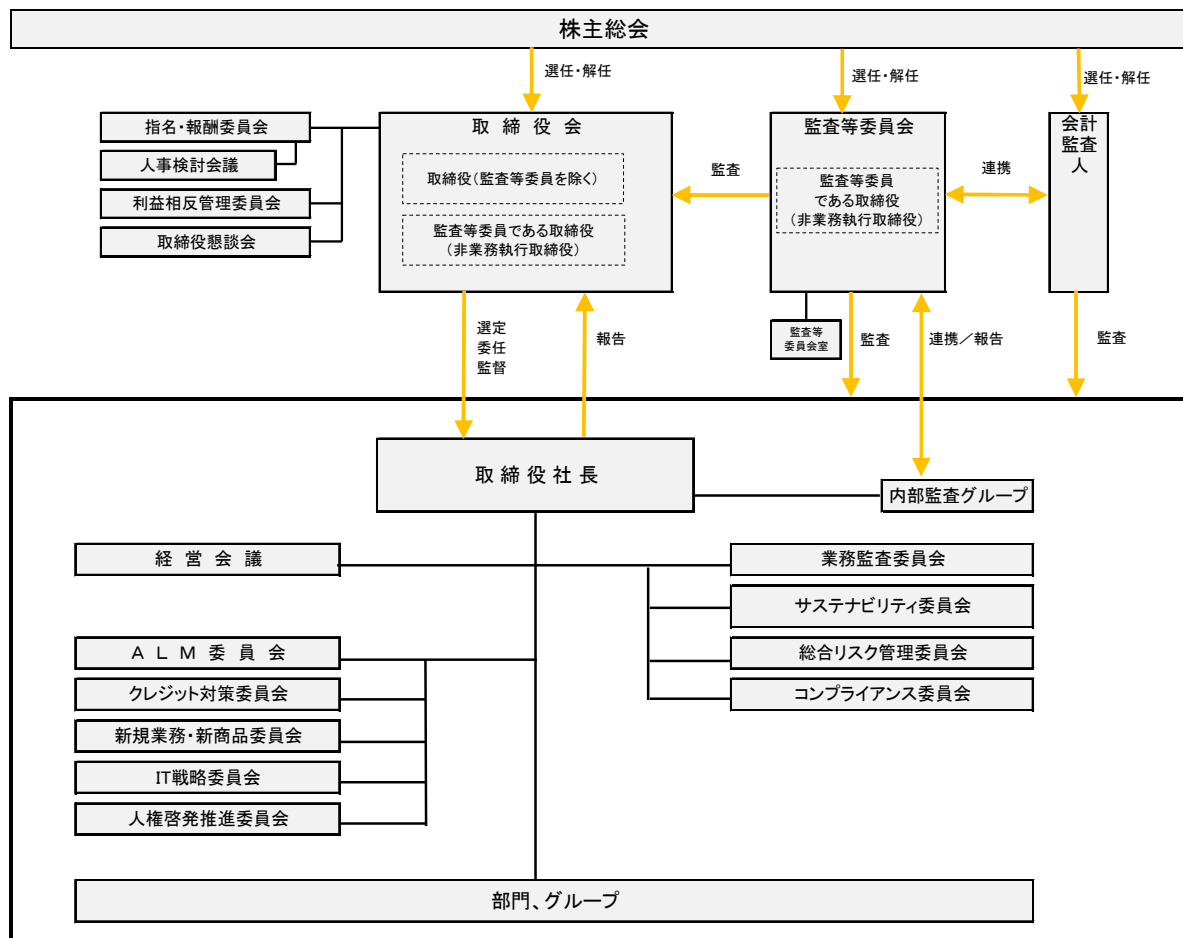 株主総会
選任・解任
選任・解任
選任・解任
指名・報酬委員会
人事検討会議
利益相反管理委員会
取締役懇談会
取締役会
取締役(監査等委員を除く)
監査等委員である取締役
(非業務執行取締役)
監査
監査等委員会
監査等委員
である取締役
(非業務執行取締役)
連携
会計
監査
人
選定
委任
監督
報告
監査等
委員会室
監査
連携/報告
監査
取締役社長
内部監査グループ
経営会議
業務監査委員会
サステナビリティ委員会
総合リスク管理委員会
コンプライアンス委員会
ALM委員会
クレジット対策委員会
新規業務・新商品委員会
IT戦略委員会
人権啓発推進委員会
部門、グループ